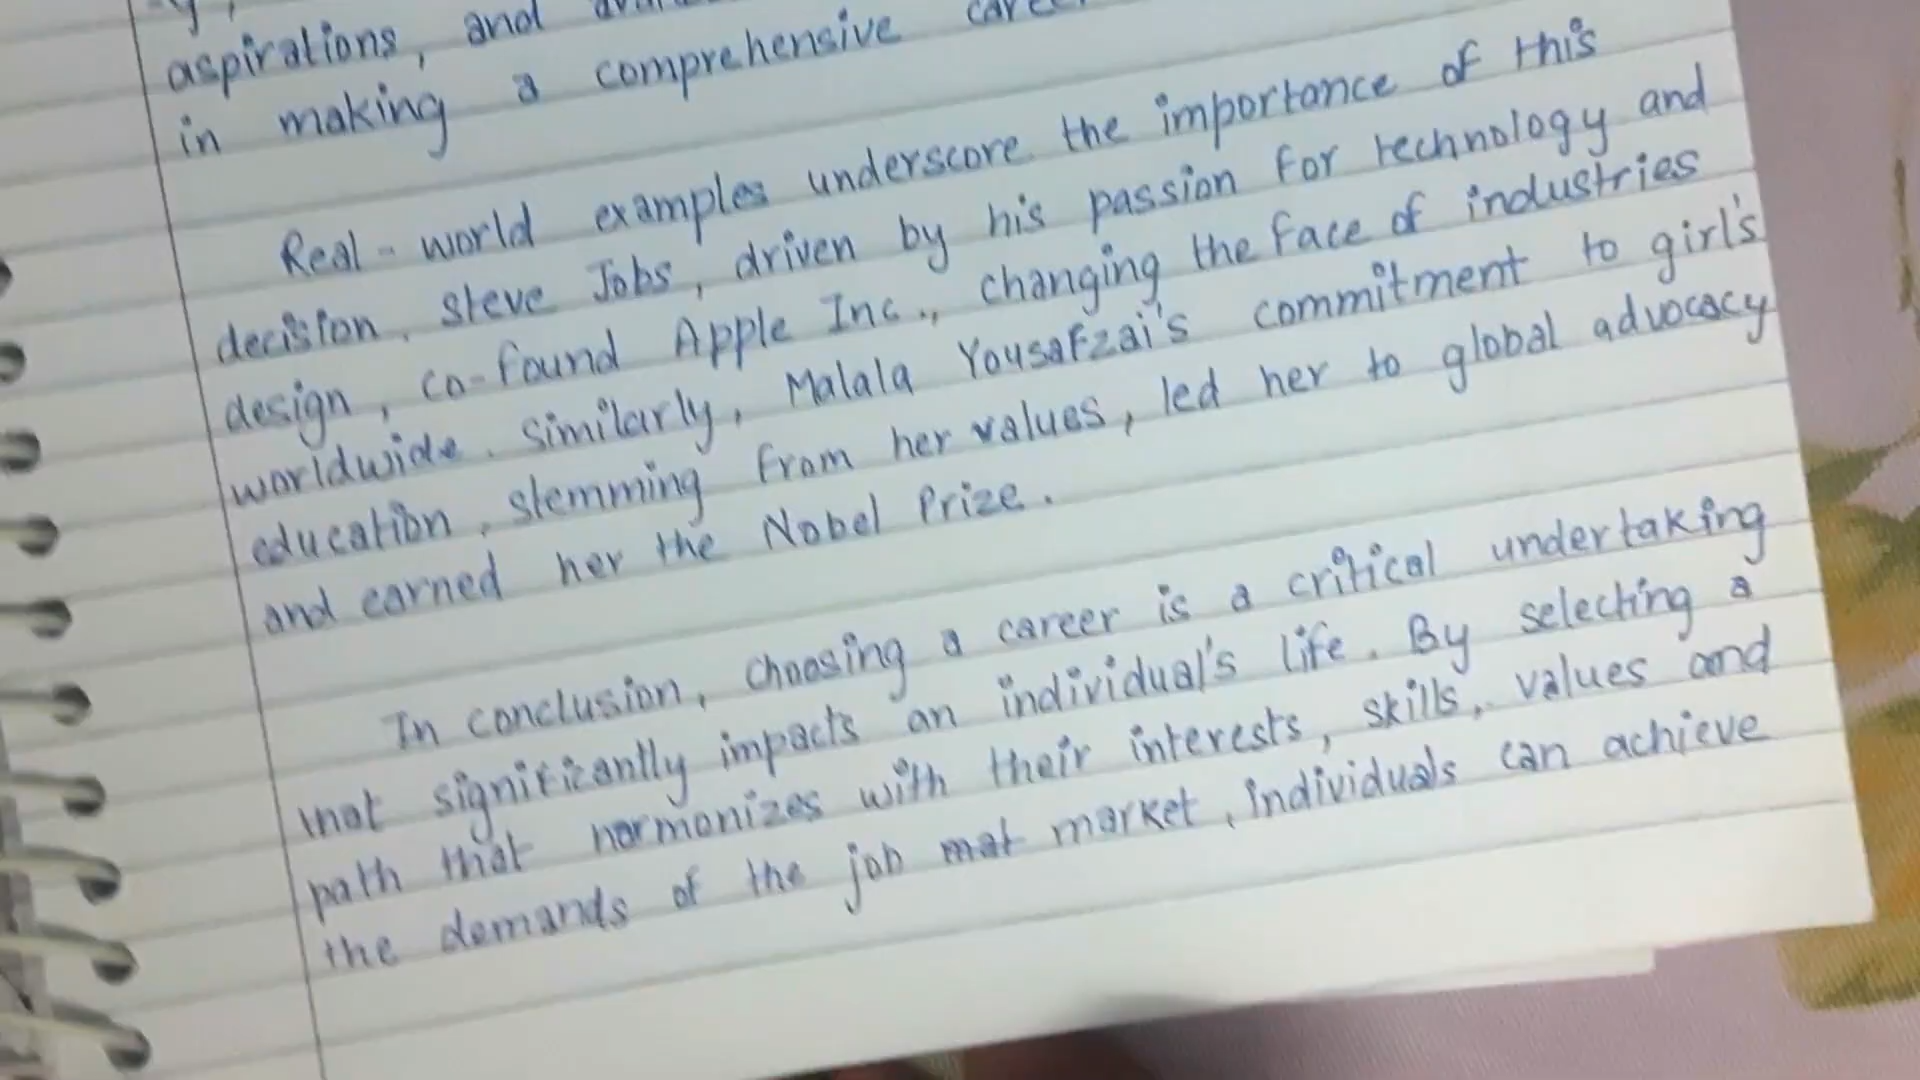 aspirations, and
in making a comprehensive
Real - world examples underscore the importance of this
decision. Steve Jobs, driven by his passion for technology and
design, co-found Apple Inc., changing the face of industries
worldwide. Similarly, Malala Yousafzai's commitment to girl's
education, stemming from her values, led her to global advocacy
and earned her the Nobel Prize.
In conclusion, choosing a career is a critical undertaking
that significantly impacts an individual's life. By selecting a
path that harmonizes with their interests, skills, values and
the demands of the job mat market, individuals can achieve